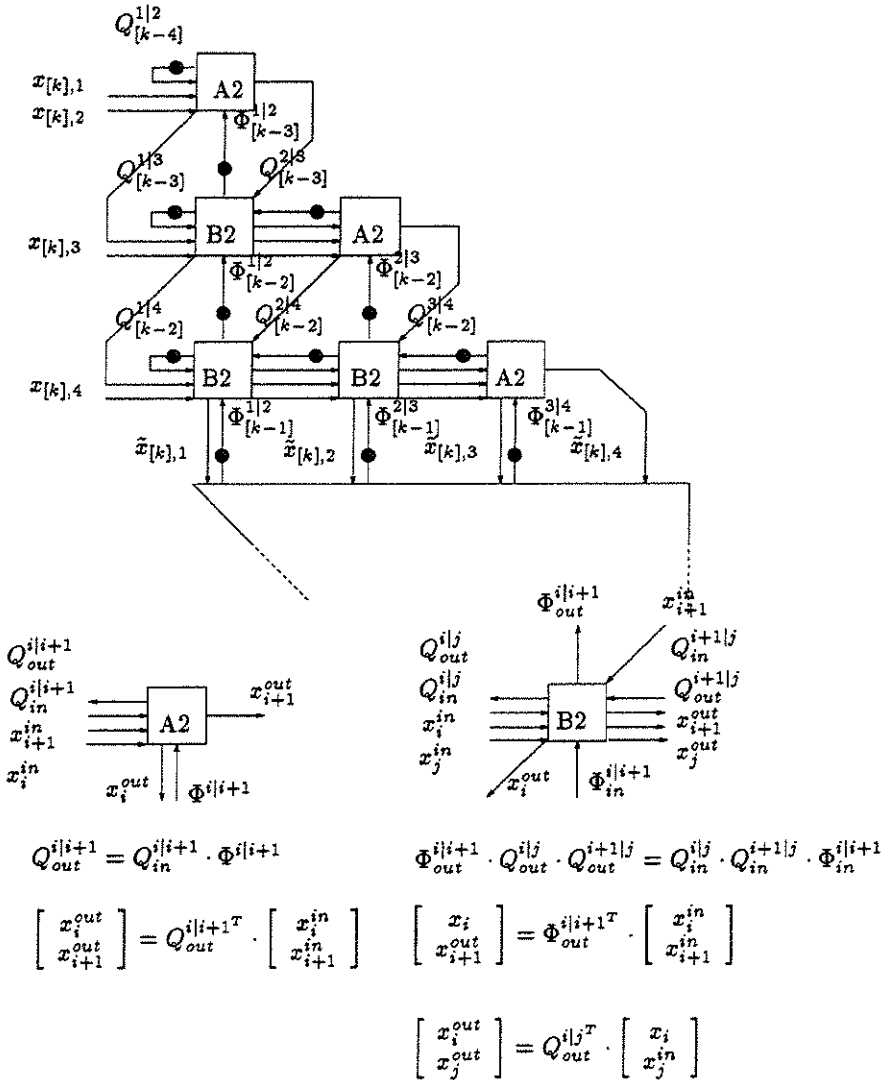 Q^{1|2}_{[k-4]}
x_{[k],1} A2
x_{[k],2} Φ^{1|2}_{[k-3]}
Q^{1|3}_{[k-3]} Q^{2|3}_{[k-3]}
x_{[k],3} B2 A2
Φ^{1|2}_{[k-2]} Φ^{2|3}_{[k-2]}
Q^{1|4}_{[k-2]} Q^{2|4}_{[k-2]} Q^{3|4}_{[k-2]}
x_{[k],4} B2 B2 A2
Φ^{1|2}_{[k-1]} Φ^{2|3}_{[k-1]} Φ^{3|4}_{[k-1]}
x̃_{[k],1} x̃_{[k],2} x̃_{[k],3} x̃_{[k],4}
Q^{i|i+1}_{out}
Q^{i|i+1}_{in}
x^{in}_{i+1}
x^{in}_{i}
A2
x^{out}_{i+1}
x^{out}_{i} Φ^{i|i+1}
Φ^{i|i+1}_{out} x^{in}_{i+1}
Q^{i|j}_{out}
Q^{i|j}_{in}
x^{in}_{i}
x^{in}_{j}
B2
Q^{i+1|j}_{in}
Q^{i+1|j}_{out}
x^{out}_{i+1}
x^{out}_{j}
x^{out}_{i} Φ^{i|i+1}_{in}
Q^{i|i+1}_{out} = Q^{i|i+1}_{in} · Φ^{i|i+1}
[ x^{out}_{i} x^{out}_{i+1} ] = Q^{i|i+1 T}_{out} · [ x^{in}_{i} x^{in}_{i+1} ]
Φ^{i|i+1}_{out} · Q^{i|j}_{out} · Q^{i+1|j}_{out} = Q^{i|j}_{in} · Q^{i+1|j}_{in} · Φ^{i|i+1}_{in}
[ x_{i} x^{out}_{i+1} ] = Φ^{i|i+1 T}_{out} · [ x^{in}_{i} x^{in}_{i+1} ]
[ x^{out}_{i} x^{out}_{j} ] = Q^{i|j T}_{out} · [ x_{i} x^{in}_{j} ]